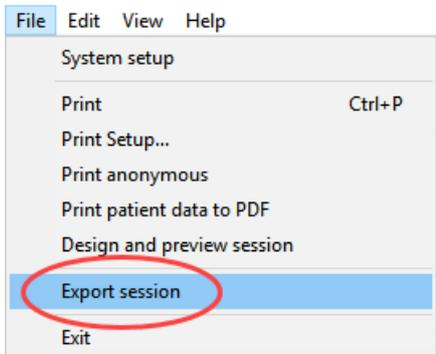 File Edit View Help
System setup
Print Ctrl+P
Print Setup...
Print anonymous
Print patient data to PDF
Design and preview session
Export session
Exit